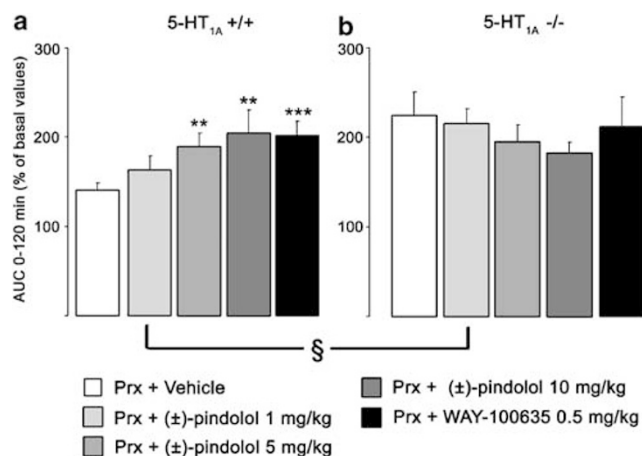 a
5-HT1A +/+
b
5-HT1A -/-
AUC 0-120 min (% of basal values)
300
200
100
**
**
***
300
200
100
§
Prx + Vehicle
Prx + (±)-pindolol 1 mg/kg
Prx + (±)-pindolol 5 mg/kg
Prx + (±)-pindolol 10 mg/kg
Prx + WAY-100635 0.5 mg/kg